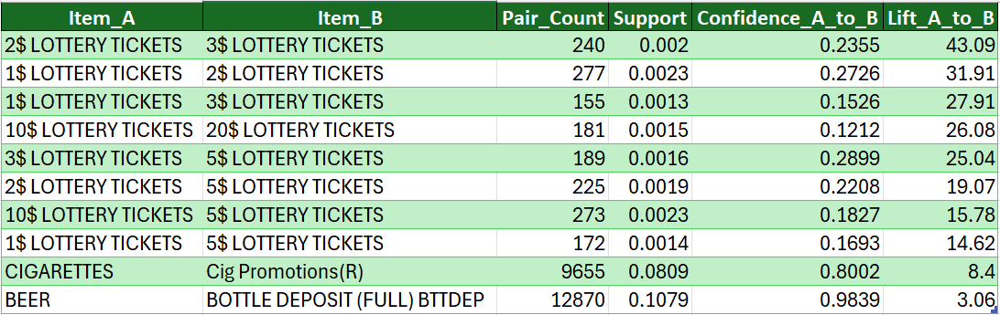 Item_A Item_B Pair_Count Support Confidence_A_to_B Lift_A_to_B
2$ LOTTERY TICKETS 3$ LOTTERY TICKETS 240 0.002 0.2355 43.09
1$ LOTTERY TICKETS 2$ LOTTERY TICKETS 277 0.0023 0.2726 31.91
1$ LOTTERY TICKETS 3$ LOTTERY TICKETS 155 0.0013 0.1526 27.91
10$ LOTTERY TICKETS 20$ LOTTERY TICKETS 181 0.0015 0.1212 26.08
3$ LOTTERY TICKETS 5$ LOTTERY TICKETS 189 0.0016 0.2899 25.04
2$ LOTTERY TICKETS 5$ LOTTERY TICKETS 225 0.0019 0.2208 19.07
10$ LOTTERY TICKETS 5$ LOTTERY TICKETS 273 0.0023 0.1827 15.78
1$ LOTTERY TICKETS 5$ LOTTERY TICKETS 172 0.0014 0.1693 14.62
CIGARETTES Cig Promotions(R) 9655 0.0809 0.8002 8.4
BEER BOTTLE DEPOSIT (FULL) BTTDEP 12870 0.1079 0.9839 3.06